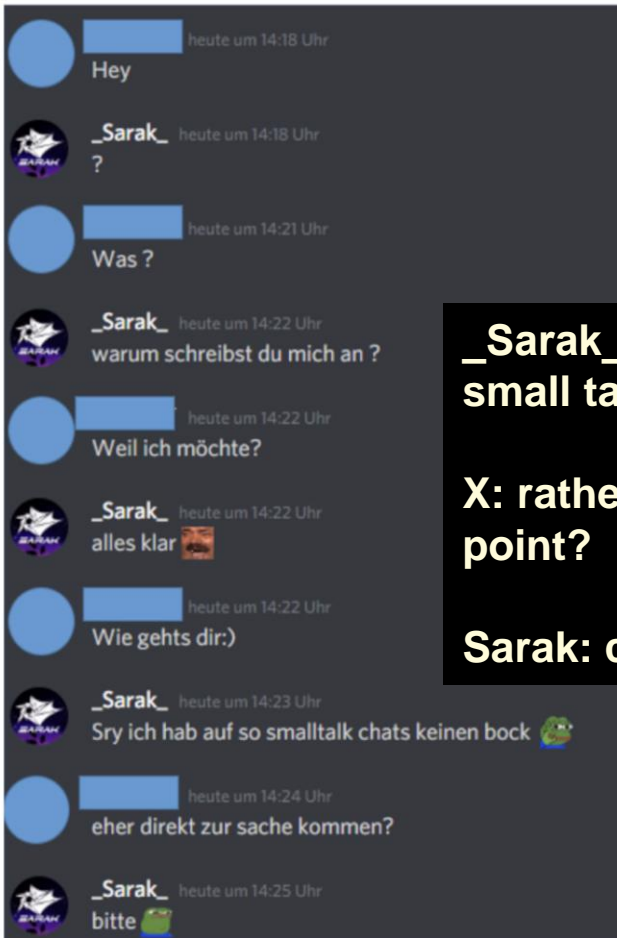 heute um 14:18 Uhr
Hey
_Sarak_ heute um 14:18 Uhr
?
heute um 14:21 Uhr
Was ?
_Sarak_ heute um 14:22 Uhr
warum schreibst du mich an ?
heute um 14:22 Uhr
Weil ich möchte?
_Sarak_ heute um 14:22 Uhr
alles klar
heute um 14:22 Uhr
Wie gehts dir:)
_Sarak_ heute um 14:23 Uhr
Sry ich hab auf so smalltalk chats keinen bock
heute um 14:24 Uhr
eher direkt zur sache kommen?
_Sarak_ heute um 14:25 Uhr
bitte
_Sarak_
small
X:
point?
Sarak: